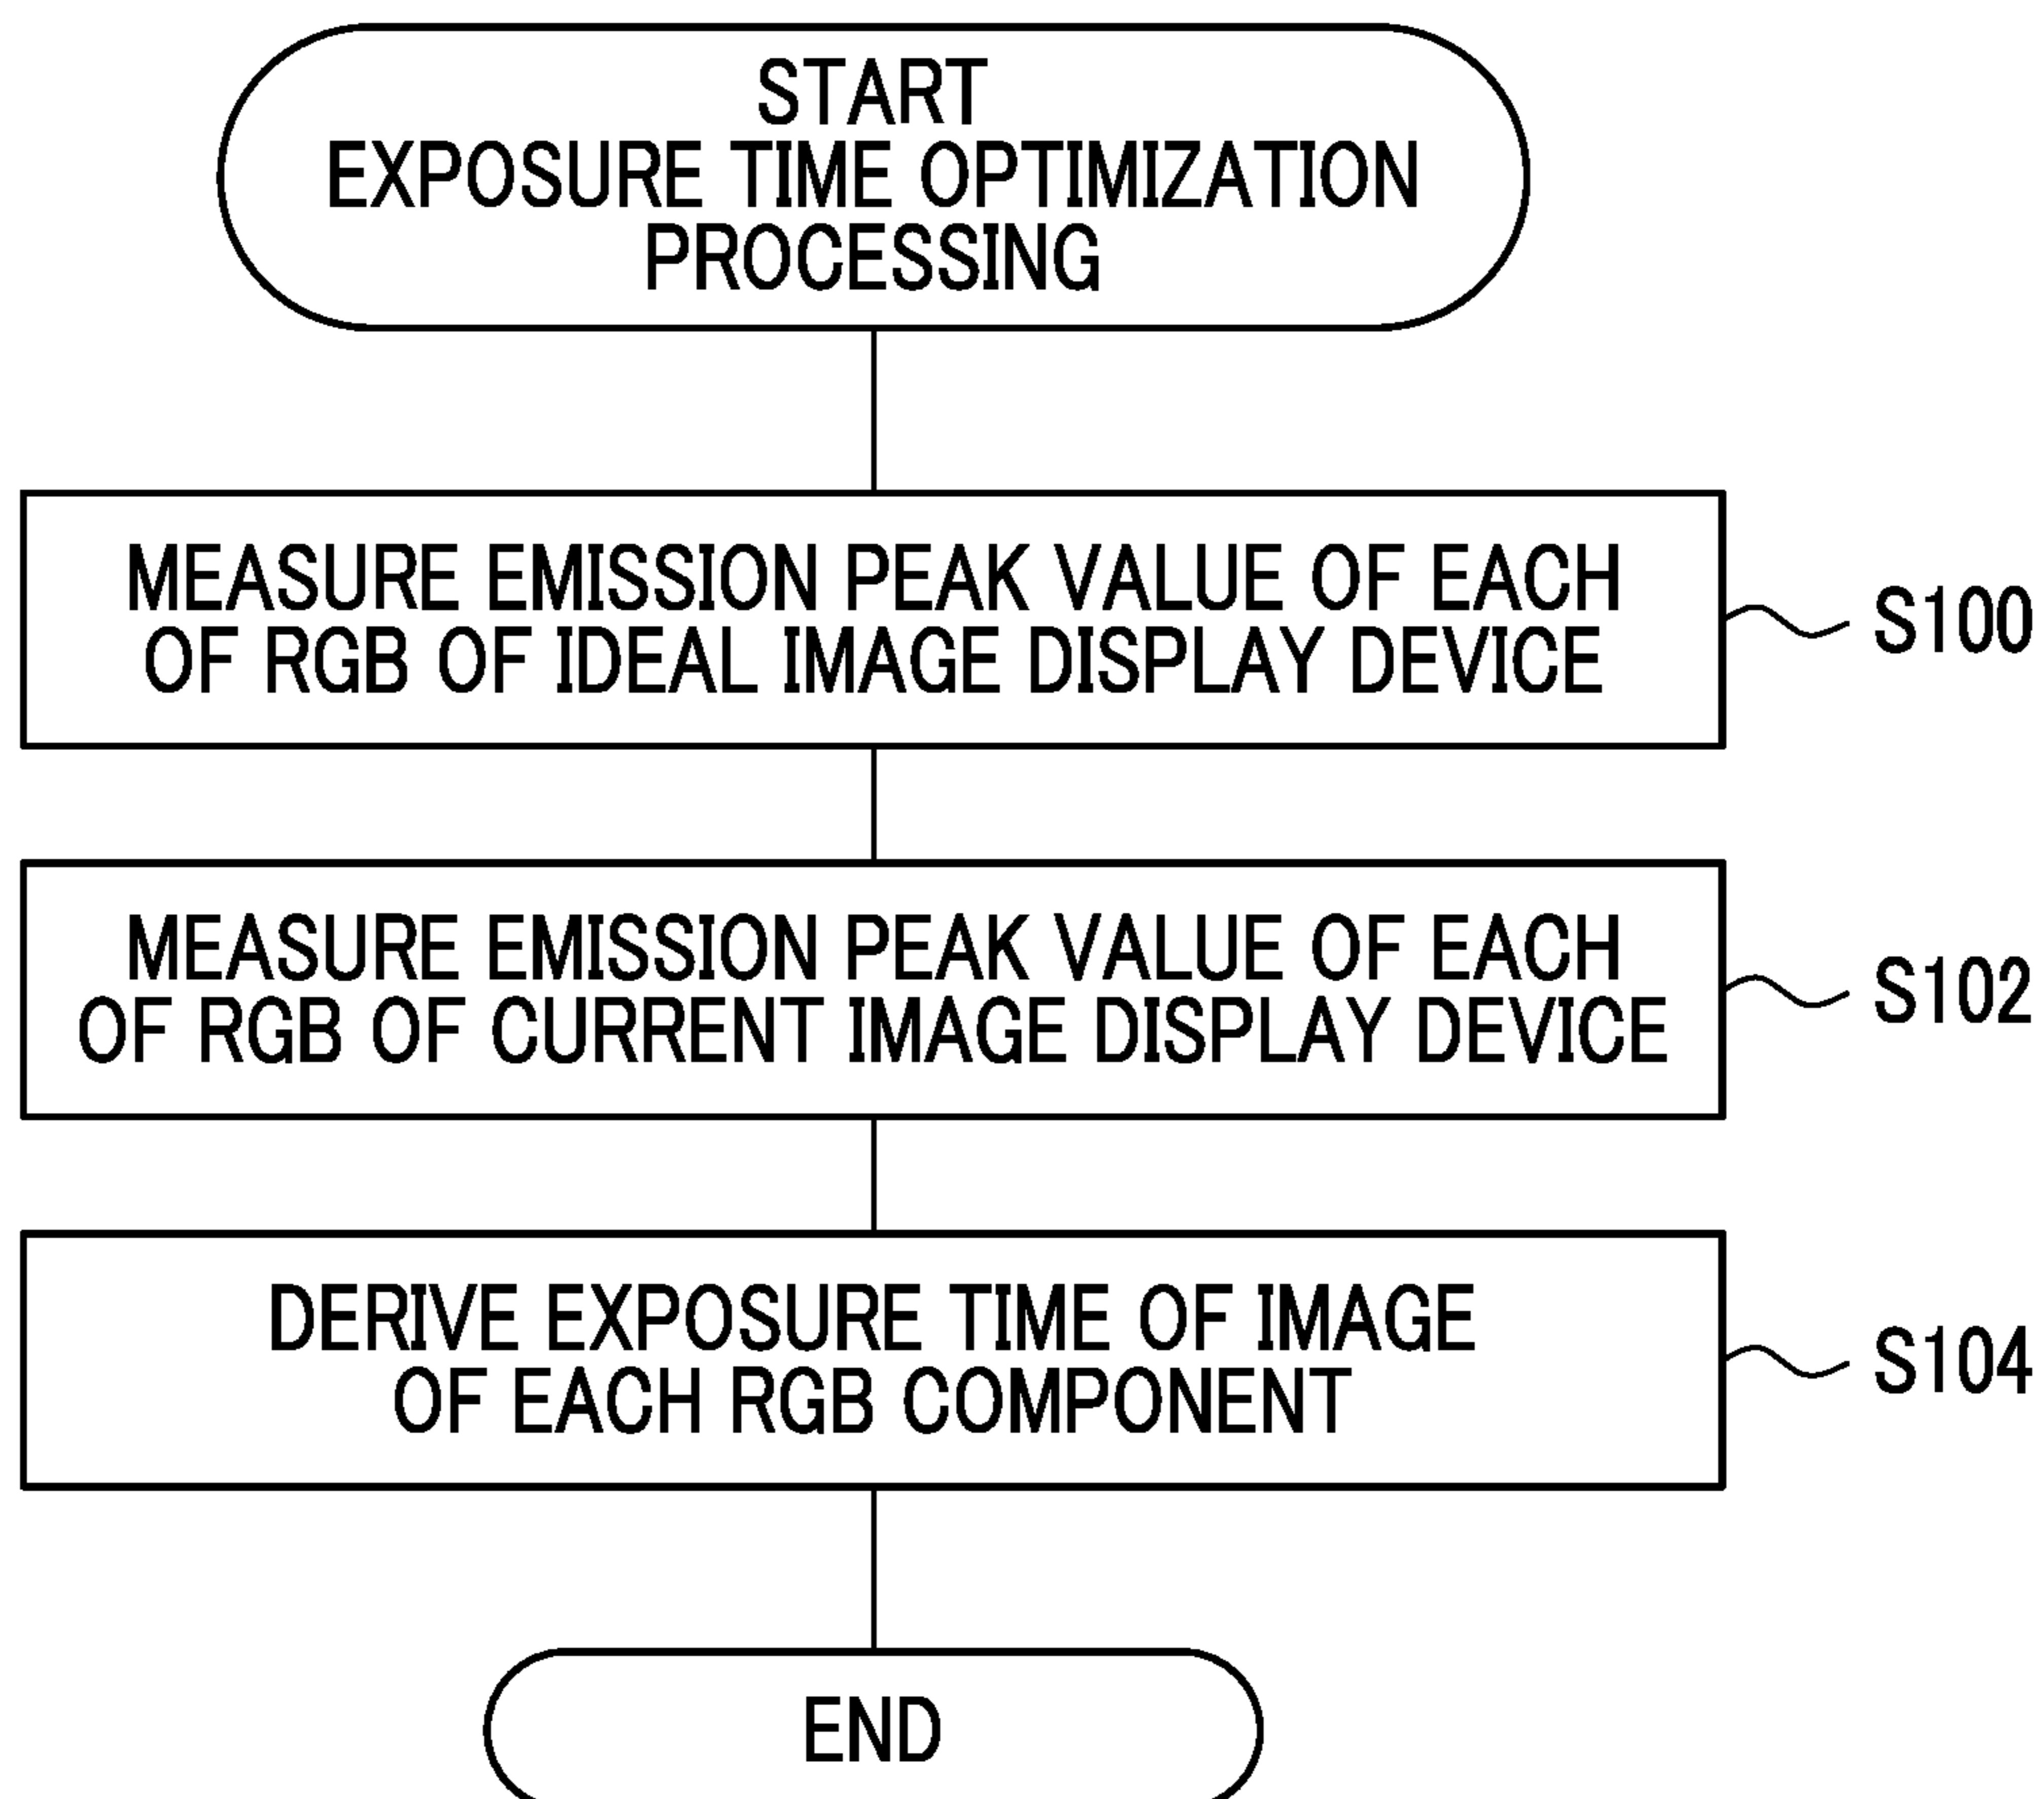 START
EXPOSURE TIME OPTIMIZATION
PROCESSING
MEASURE EMISSION PEAK VALUE OF EACH
OF RGB OF IDEAL IMAGE DISPLAY DEVICE
S100
MEASURE EMISSION PEAK VALUE OF EACH
OF RGB OF CURRENT IMAGE DISPLAY DEVICE
S102
DERIVE EXPOSURE TIME OF IMAGE
OF EACH RGB COMPONENT
S104
END